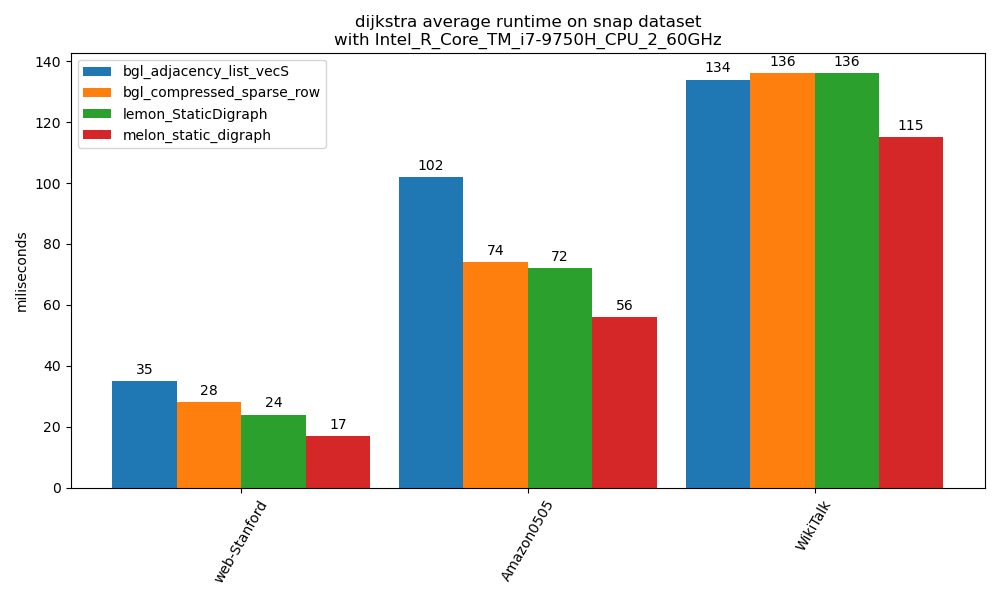 dijkstra average runtime on snap dataset
with Intel_R_Core_TM_i7-9750H_CPU_2_60GHz
miliseconds
140
120
100
80
60
40
20
0
bgl_adjacency_list_vecS
bgl_compressed_sparse_row
lemon_StaticDigraph
melon_static_digraph
35
28
24
17
102
74
72
56
134
136
136
115
web-Stanford
Amazon0505
WikiTalk